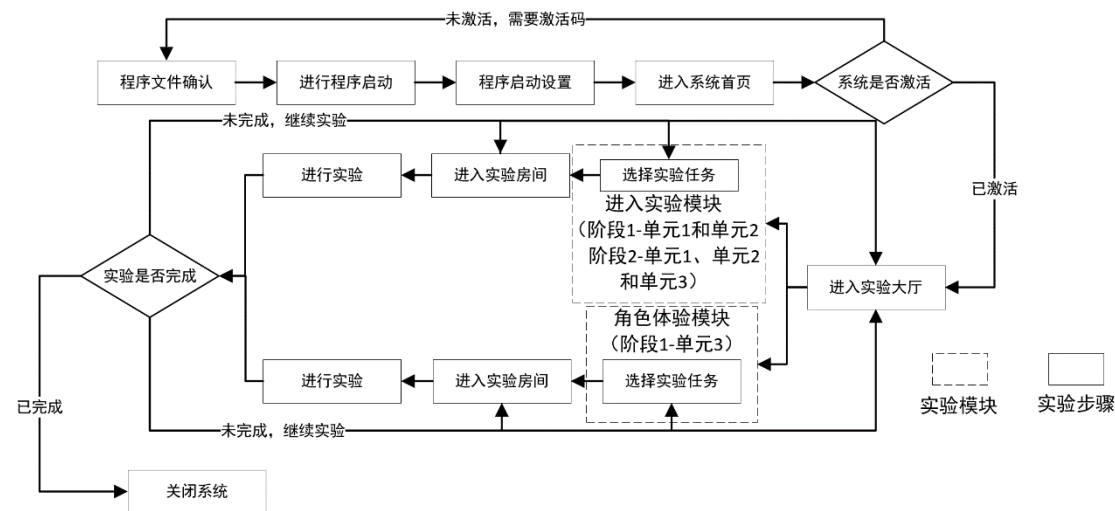 未激活，需要激活码
程序文件确认
进行程序启动
程序启动设置
进入系统首页
系统是否激活
未完成，继续实验
进行实验
进入实验房间
选择实验任务
已激活
进入实验模块
（阶段1-单元1和单元2
阶段2-单元1、单元2
和单元3）
实验是否完成
进入实验大厅
角色体验模块
（阶段1-单元3）
进行实验
进入实验房间
选择实验任务
已完成
实验模块
实验步骤
未完成，继续实验
关闭系统